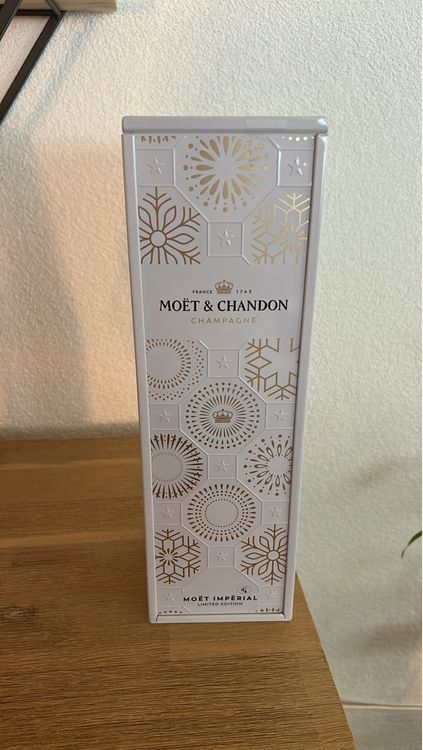 FRANCE 1743
MOËT & CHANDON
CHAMPAGNE
MOËT IMPÉRIAL
LIMITED EDITION